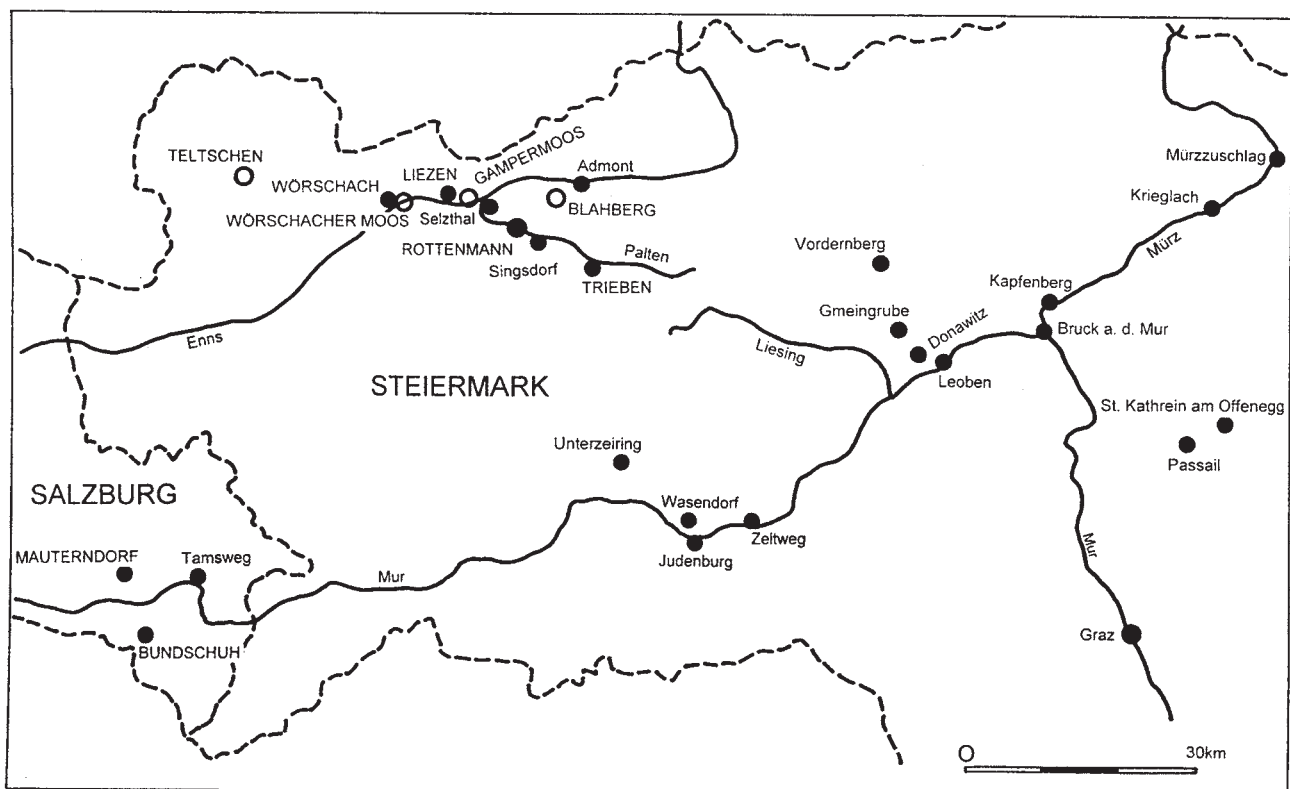 GAMPERMOOS
TELTSCHEN
LIEZEN
Admont
Mürzzuschlag
WÖRSCHACH
BLAHBERG
Krieglach
WÖRSCHACHER MOOS
Selzthal
ROTTENMANN
Palten
Vordernberg
Mürz
Singsdorf
TRIEBEN
Kapfenberg
Gmeingrube
Donawitz
Enns
Liesing
Bruck a. d. Mur
Leoben
STEIERMARK
St. Kathrein am Offenegg
Unterzeiring
Passail
SALZBURG
Wasendorf
Zeltweg
MAUTERNDORF
Tamsweg
Judenburg
Mur
Mur
Graz
BUNDSCHUH
O
30km